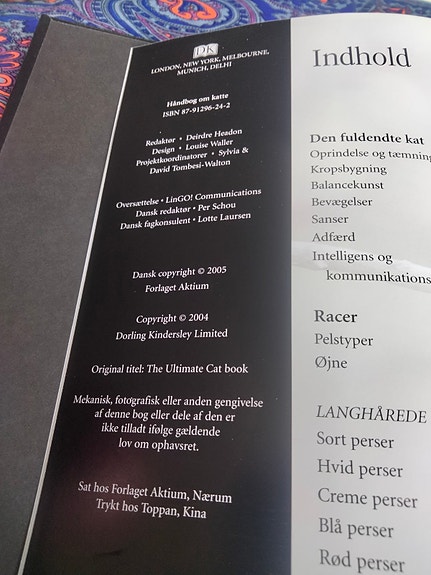 DK
LONDON, NEW YORK, MELBOURNE,
MUNICH, DELHI
Håndbog om katte
ISBN 87-91296-24-2
Redaktør • Deirdre Headon
Design • Louise Waller
Projektkoordinatorer • Sylvia &
David Tombesi-Walton
Oversættelse • LinGO! Communications
Dansk redaktør • Per Schou
Dansk fagkonsulent • Lotte Laursen
Dansk copyright © 2005
Forlaget Aktium
Copyright © 2004
Dorling Kindersley Limited
Original titel: The Ultimate Cat book
Mekanisk, fotografisk eller anden gengivelse
af denne bog eller dele af den er
ikke tilladt ifølge gældende
lov om ophavsret.
Sat hos Forlaget Aktium, Nærum
Trykt hos Toppan, Kina
Indhold
Den fuldendte kat
Oprindelse og tæmning
Kropsbygning
Balancekunst
Bevægelser
Sanser
Adfærd
Intelligens og
kommunikations
Racer
Pelstyper
Øjne
LANGHÅREDE
Sort perser
Hvid perser
Creme perser
Blå perser
Rød perser